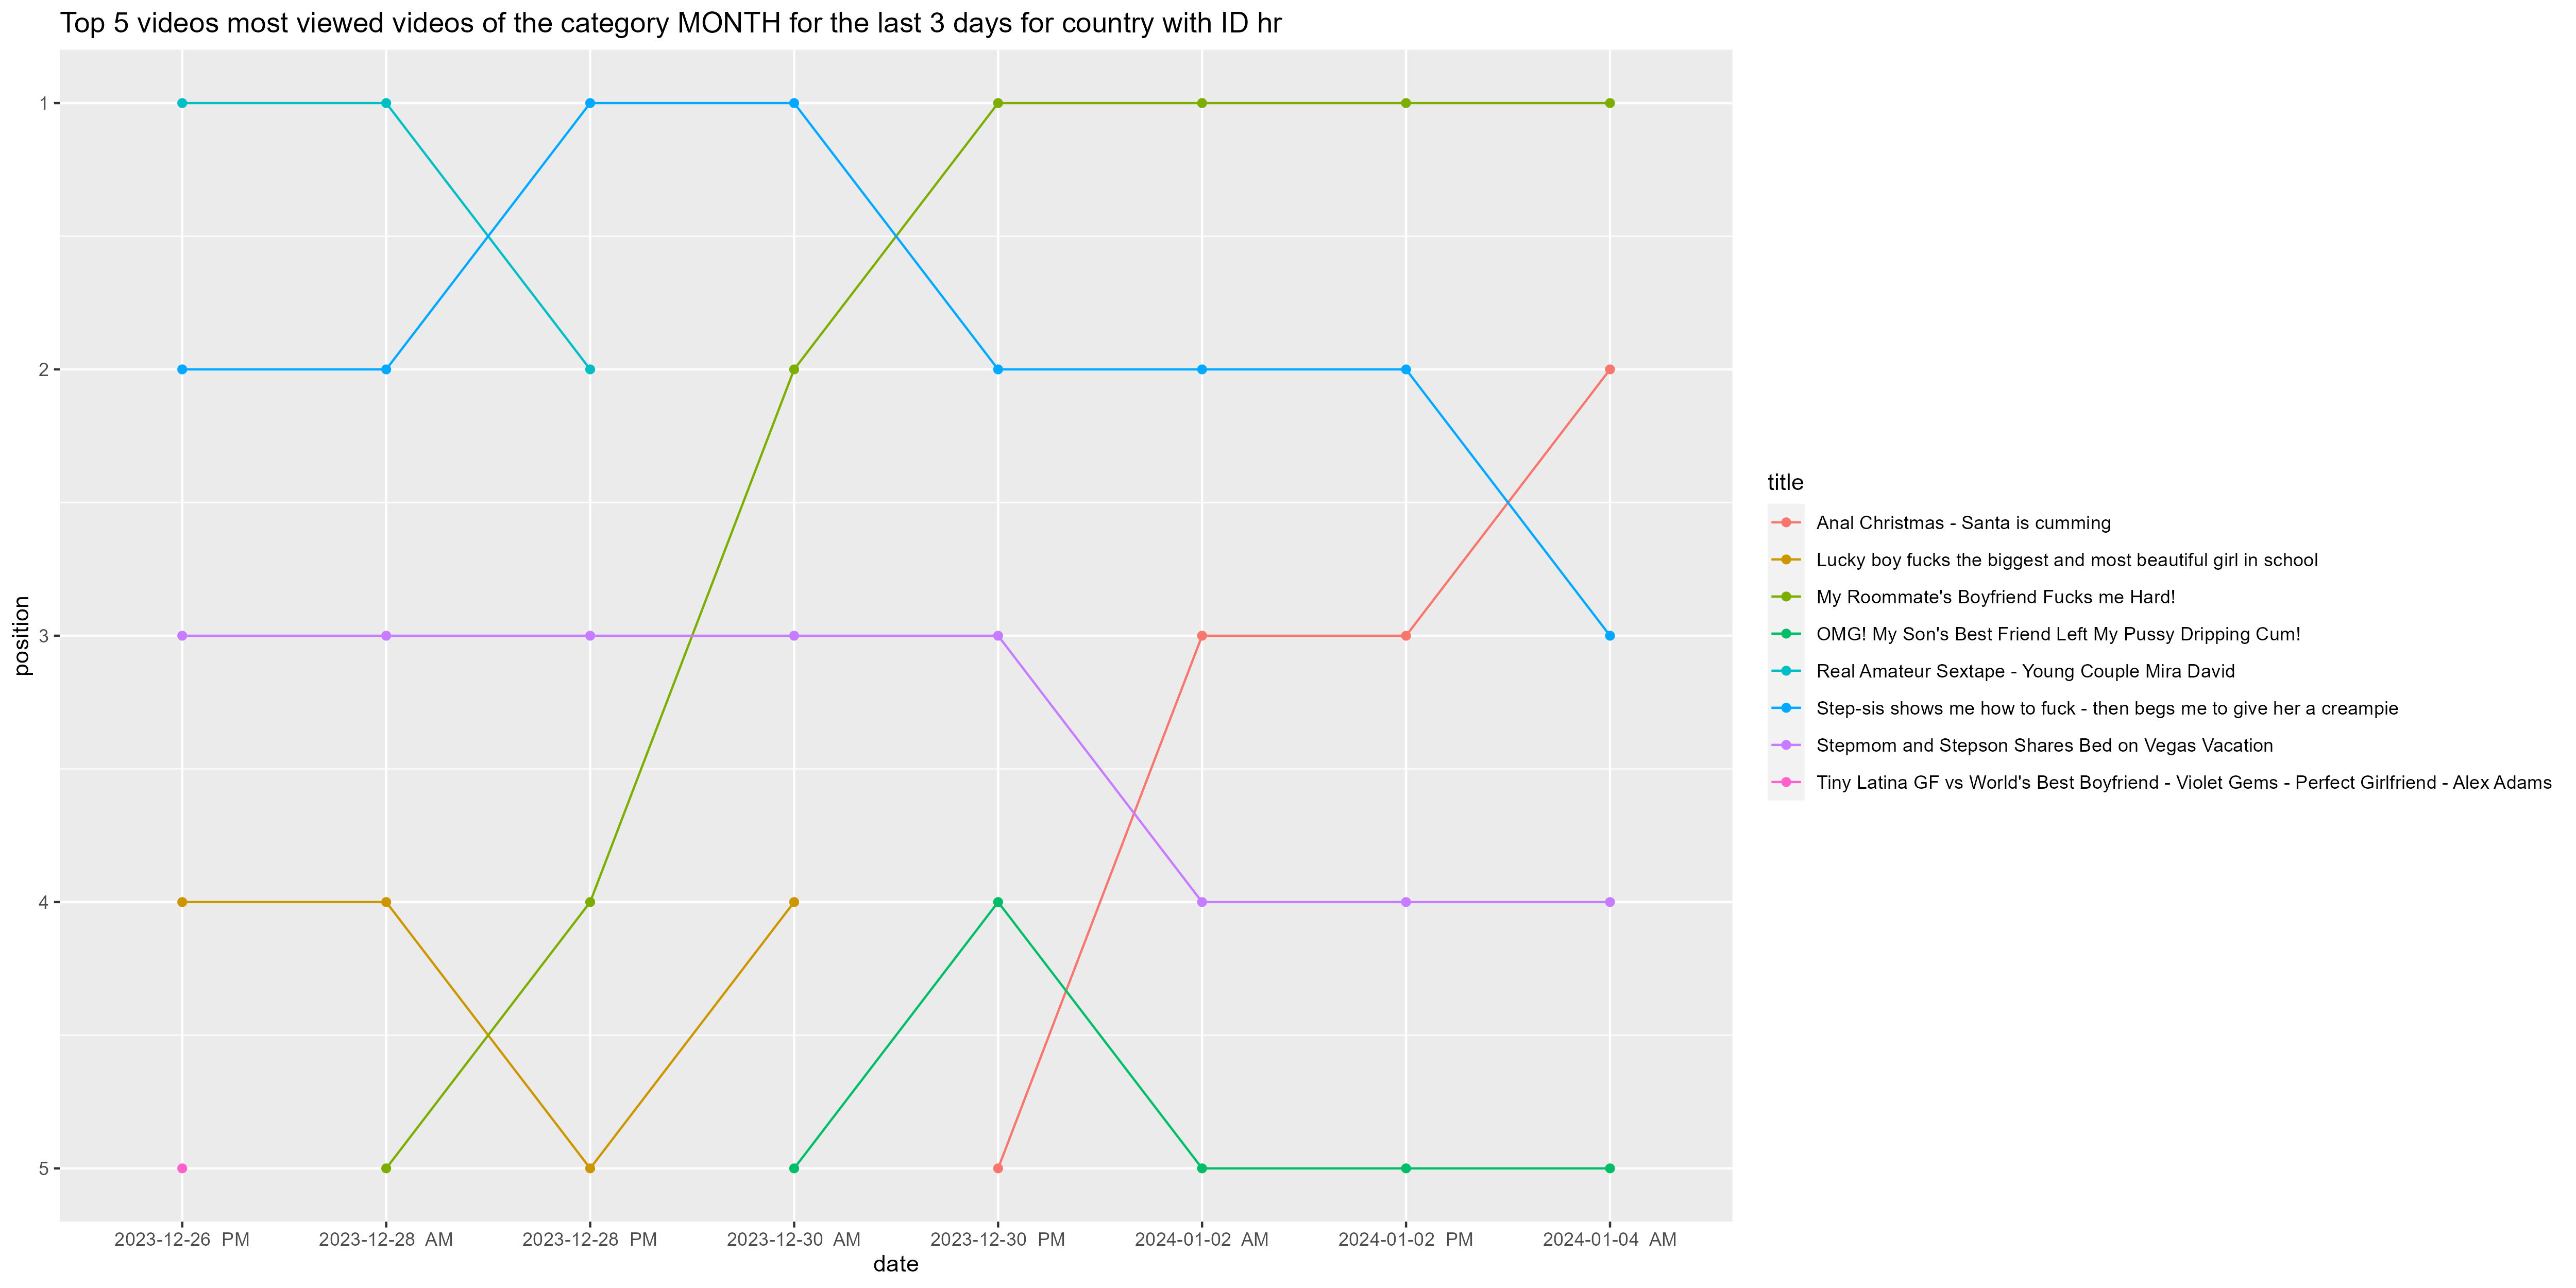 Top 5 videos most viewed videos of the category MONTH for the last 3 days for country with ID hr
position
1
2
3
4
5
2023-12-26 PM
2023-12-28 AM
2023-12-28 PM
2023-12-30 AM
2023-12-30 PM
2024-01-02 AM
2024-01-02 PM
2024-01-04 AM
date
title
Anal Christmas - Santa is cumming
Lucky boy fucks the biggest and most beautiful girl in school
My Roommate's Boyfriend Fucks me Hard!
OMG! My Son's Best Friend Left My Pussy Dripping Cum!
Real Amateur Sextape - Young Couple Mira David
Step-sis shows me how to fuck - then begs me to give her a creampie
Stepmom and Stepson Shares Bed on Vegas Vacation
Tiny Latina GF vs World's Best Boyfriend - Violet Gems - Perfect Girlfriend - Alex Adams